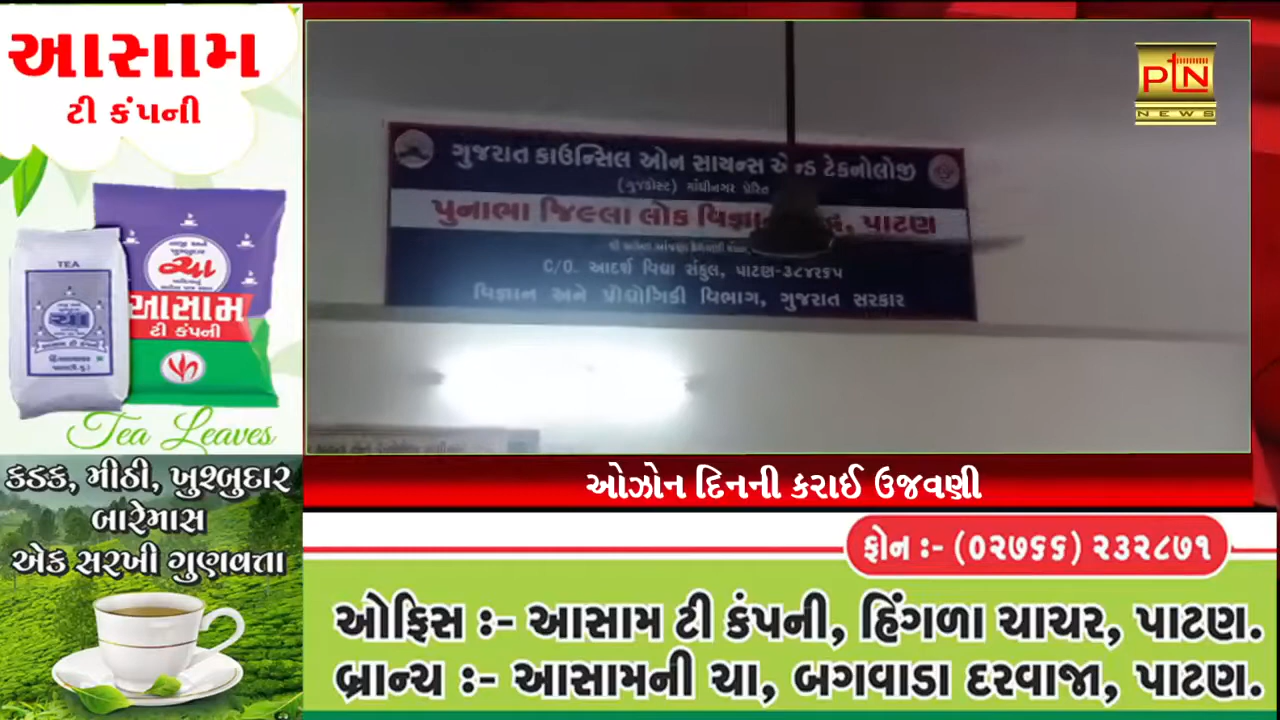 આસામ
ટી કંપની
TEA
ચા
ચા
આસામ
ટી કંપની
Tea Leaves
કડક, મીઠી, ખુશ્બુદાર
બારેમાસ
એક સરખી ગુણવત્તા
PTN
NEWS
ગુજરાત કાઉન્સિલ ઓન સાયન્સ એન્ડ ટેકનોલોજી
(ગુજકોસ્ટ) ગાંધીનગર પ્રેરિત
પુનાભા જિલ્લા લોક વિજ્ઞાન, પાટણ
C/O. આદર્શ વિદ્યા સંકુલ, પાટણ-૩૮૪૨૬૫
વિજ્ઞાન અને પ્રૌદ્યોગિકી વિભાગ, ગુજરાત સરકાર
ઓઝોન દિનની કરાઈ ઉજવણી
ફોન :- (૦૨૭૬૬) ૨૩૨૮૭૧
ઓફિસ :- આસામ ટી કંપની, હિંગળા ચાચર, પાટણ.
બ્રાન્ચ :- આસામની ચા, બગવાડા દરવાજા, પાટણ.